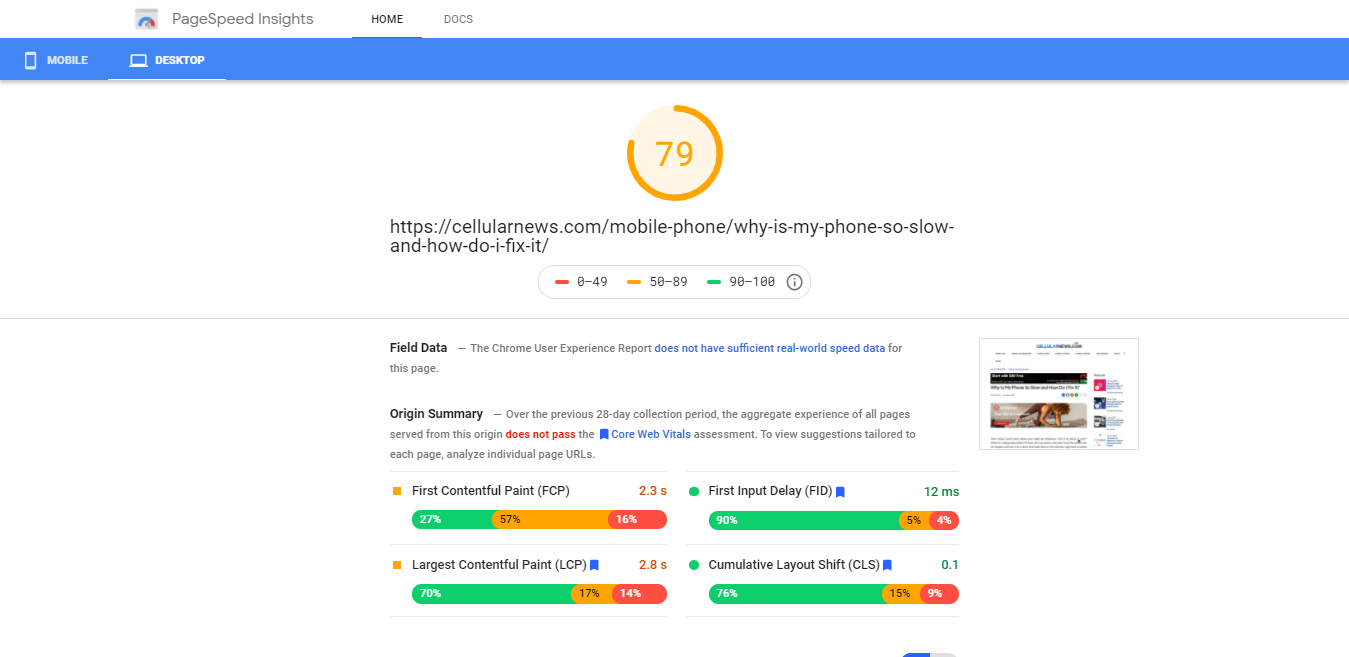 PageSpeed Insights HOME DOCS
MOBILE DESKTOP
79
https://cellularnews.com/mobile-phone/why-is-my-phone-so-slow-
and-how-do-i-fix-it/
0–49 50–89 90–100
Field Data — The Chrome User Experience Report does not have sufficient real-world speed data for
this page.
CELLULARNEWS.COM
Start with $80 Free
Why Is My Phone So Slow and How Do I Fix It?
Origin Summary — Over the previous 28-day collection period, the aggregate experience of all pages
served from this origin does not pass the Core Web Vitals assessment. To view suggestions tailored to
each page, analyze individual page URLs.
First Contentful Paint (FCP) 2.3 s
27% 57% 16%
First Input Delay (FID) 12 ms
90% 5% 4%
Largest Contentful Paint (LCP) 2.8 s
70% 17% 14%
Cumulative Layout Shift (CLS) 0.1
76% 15% 9%